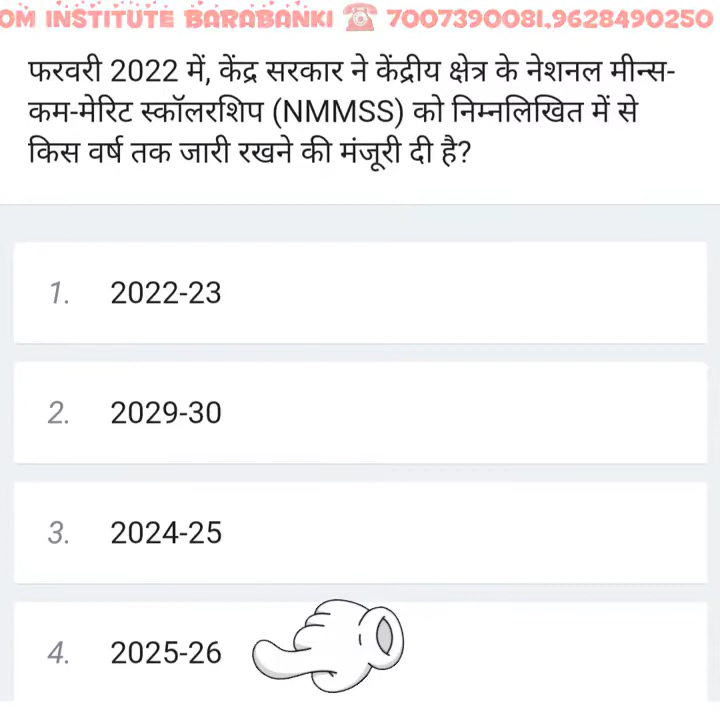 OM INSTITUTE BARABANKI ☎ 7007390081,9628490250
फरवरी 2022 में, केंद्र सरकार ने केंद्रीय क्षेत्र के नेशनल मीन्स-
कम-मेरिट स्कॉलरशिप (NMMSS) को निम्नलिखित में से
किस वर्ष तक जारी रखने की मंजूरी दी है?
1. 2022-23
2. 2029-30
3. 2024-25
4. 2025-26